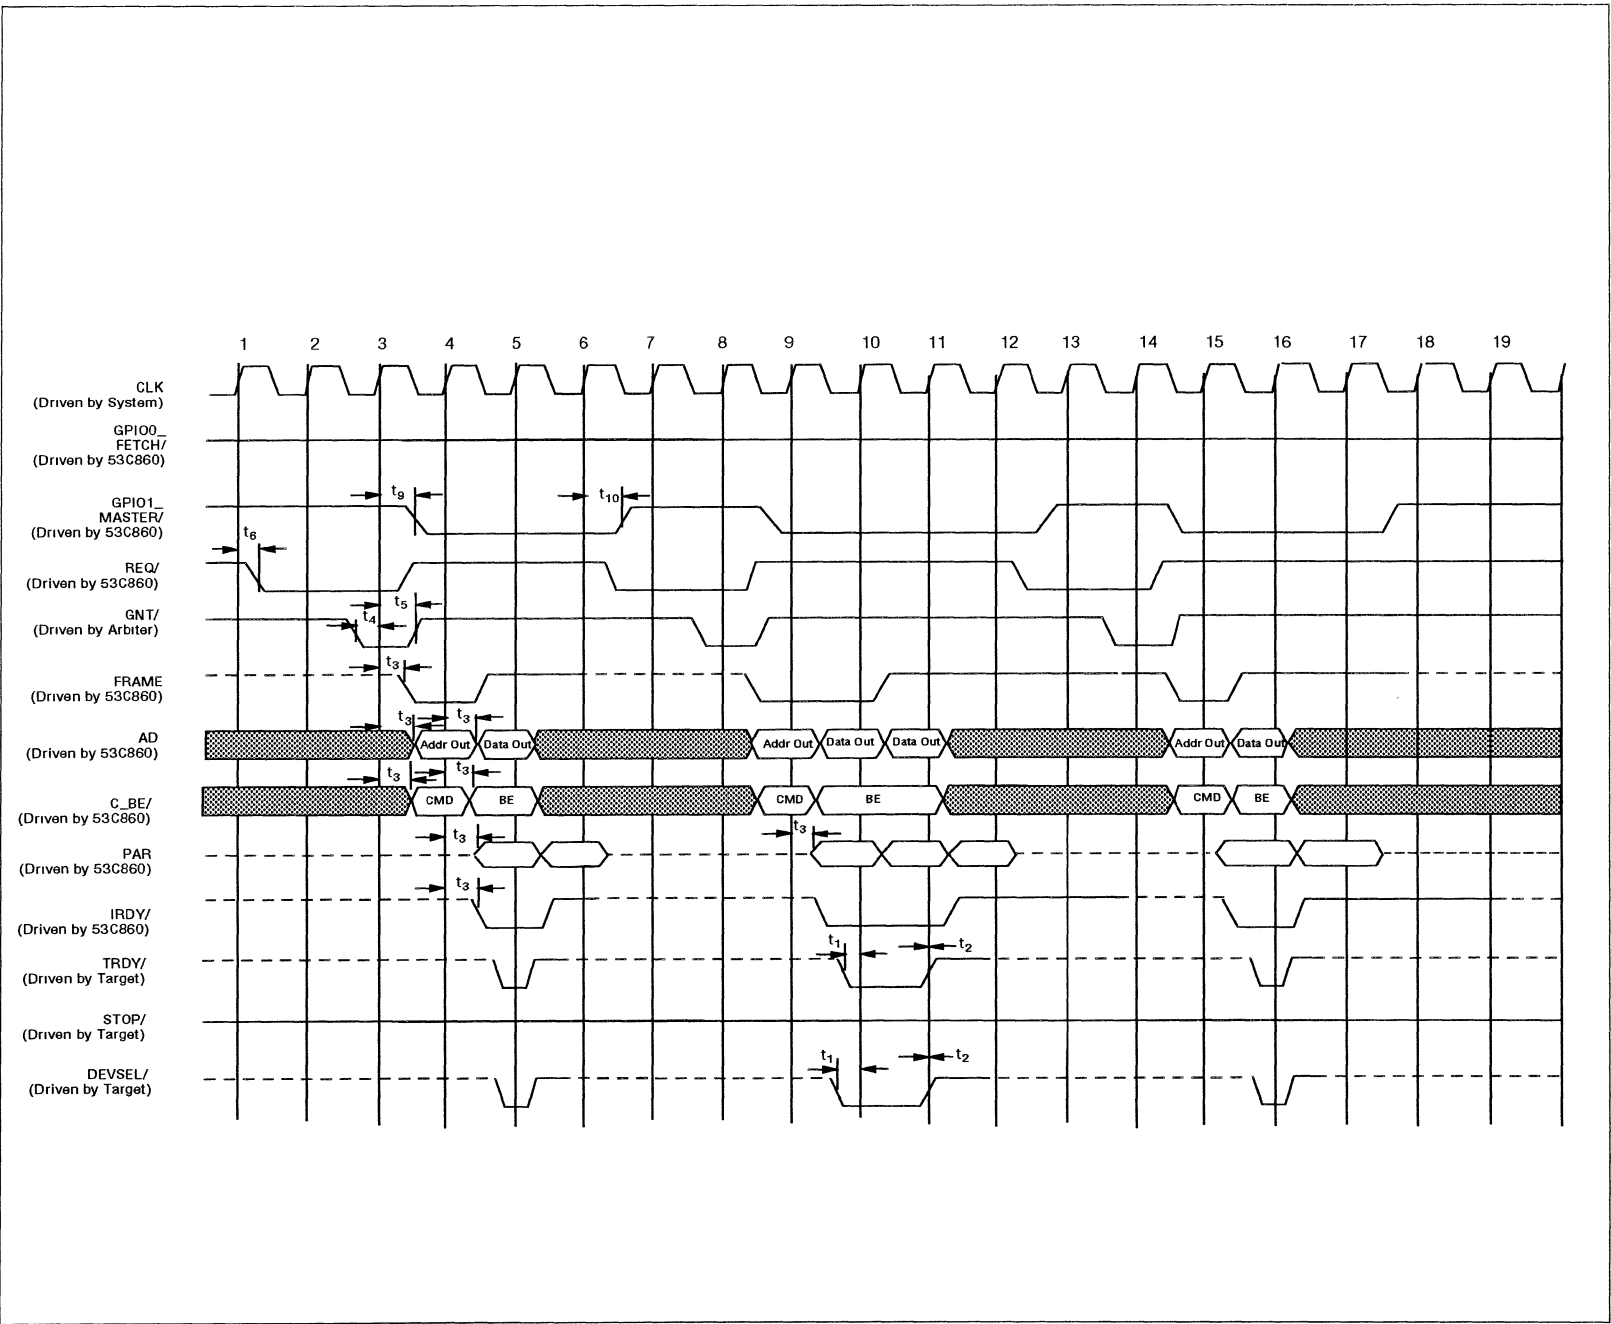 1 2 3 4 5 6 7 8 9 10 11 12 13 14 15 16 17 18 19
CLK
(Driven by System)
GPIO0_
FETCH/
(Driven by 53C860)
t9 t10
GPIO1_
MASTER/
(Driven by 53C860)
t6
REQ/
(Driven by 53C860)
t5
GNT/
(Driven by Arbiter)
t4
t3
FRAME
(Driven by 53C860)
t3 t3
AD
(Driven by 53C860)
Addr Out Data Out Addr Out Data Out Data Out Addr Out Data Out
t3 t3
C_BE/
(Driven by 53C860)
CMD BE CMD BE CMD BE
t3 t3
PAR
(Driven by 53C860)
t3
IRDY/
(Driven by 53C860)
t1 t2
TRDY/
(Driven by Target)
STOP/
(Driven by Target)
t1 t2
DEVSEL/
(Driven by Target)